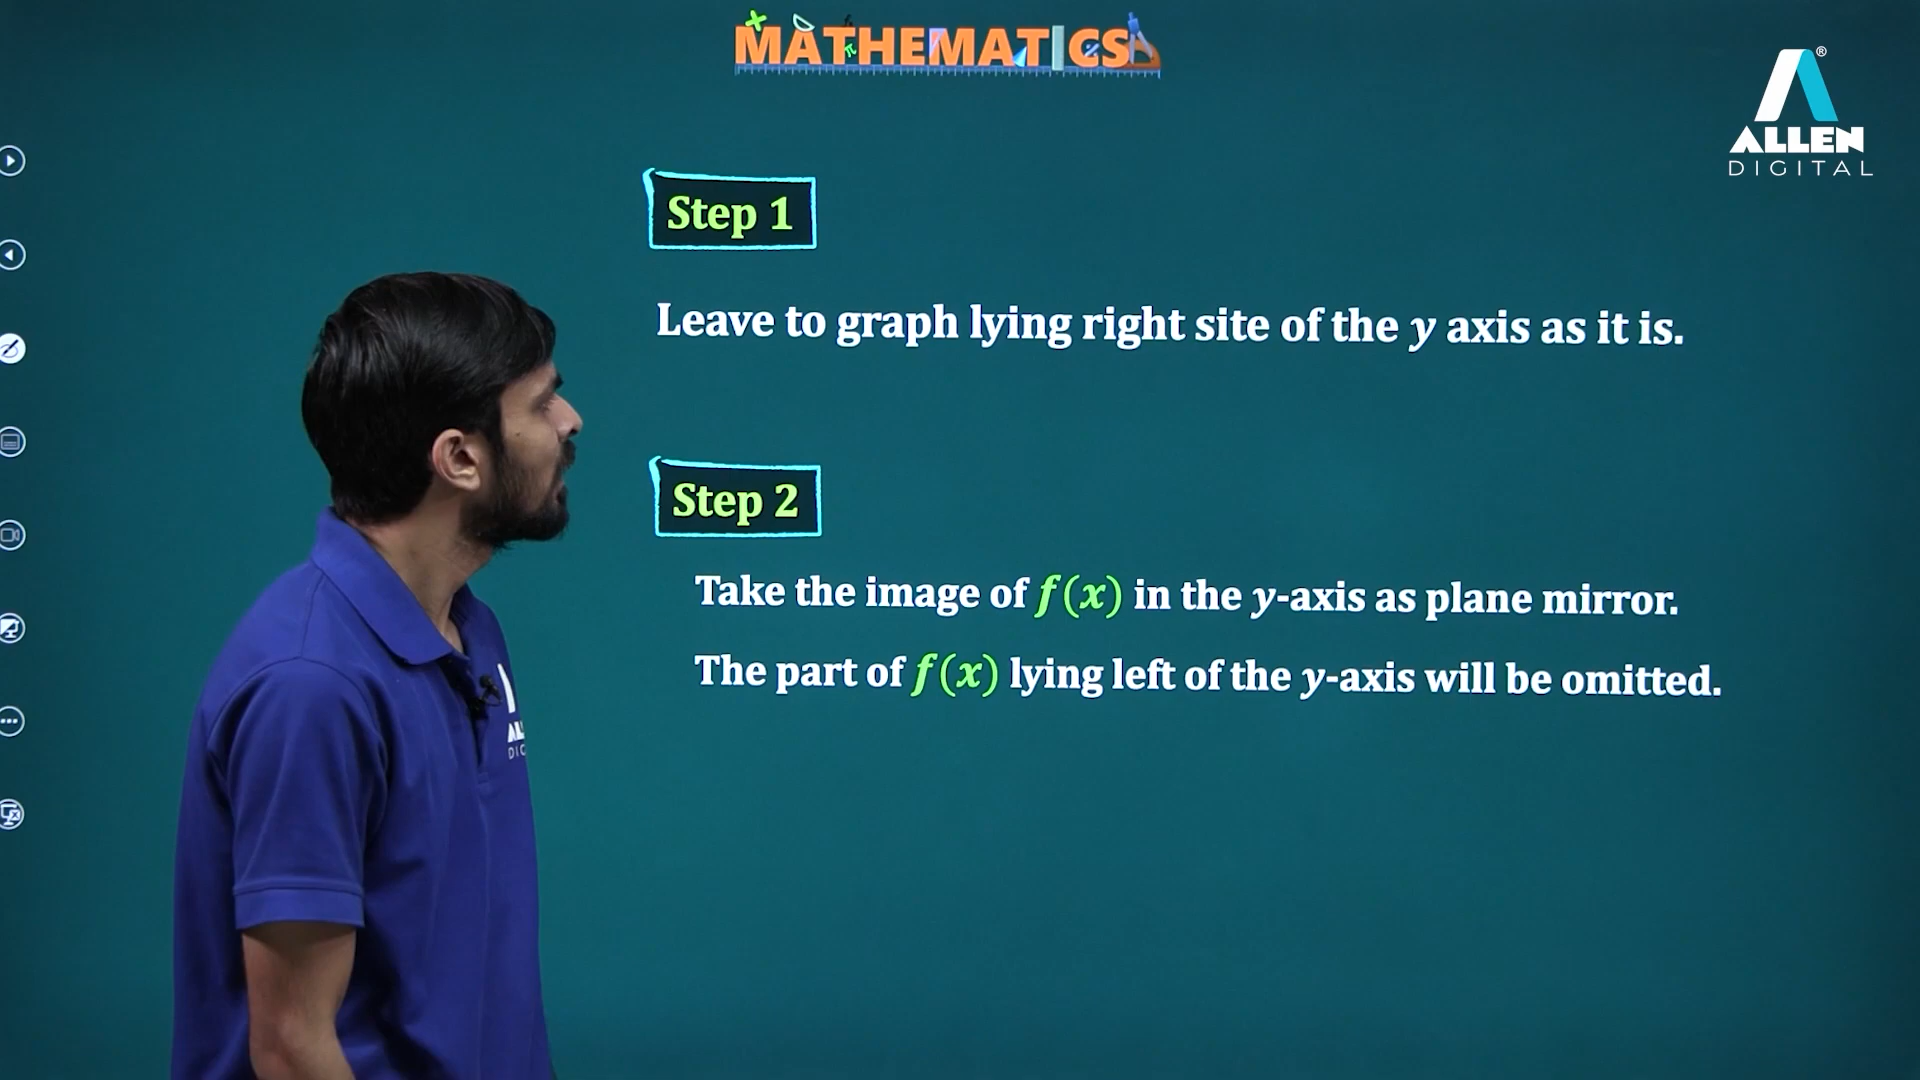 MATHEMATICS
ALLEN
DIGITAL
Step 1
Leave to graph lying right site of the y axis as it is.
Step 2
Take the image of f(x) in the y-axis as plane mirror.
The part of f(x) lying left of the y-axis will be omitted.